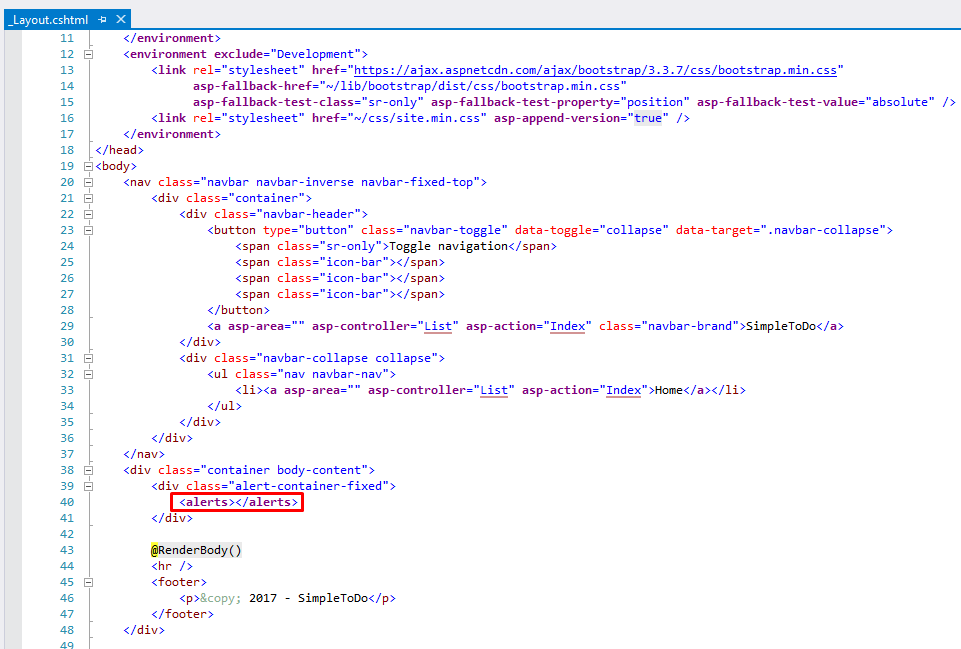 _Layout.cshtml
11 </environment>
12 <environment exclude="Development">
13 <link rel="stylesheet" href="https://ajax.aspnetcdn.com/ajax/bootstrap/3.3.7/css/bootstrap.min.css"
14 asp-fallback-href="~/lib/bootstrap/dist/css/bootstrap.min.css"
15 asp-fallback-test-class="sr-only" asp-fallback-test-property="position" asp-fallback-test-value="absolute" />
16 <link rel="stylesheet" href="~/css/site.min.css" asp-append-version="true" />
17 </environment>
18 </head>
19 <body>
20 <nav class="navbar navbar-inverse navbar-fixed-top">
21 <div class="container">
22 <div class="navbar-header">
23 <button type="button" class="navbar-toggle" data-toggle="collapse" data-target=".navbar-collapse">
24 <span class="sr-only">Toggle navigation</span>
25 <span class="icon-bar"></span>
26 <span class="icon-bar"></span>
27 <span class="icon-bar"></span>
28 </button>
29 <a asp-area="" asp-controller="List" asp-action="Index" class="navbar-brand">SimpleToDo</a>
30 </div>
31 <div class="navbar-collapse collapse">
32 <ul class="nav navbar-nav">
33 <li><a asp-area="" asp-controller="List" asp-action="Index">Home</a></li>
34 </ul>
35 </div>
36 </div>
37 </nav>
38 <div class="container body-content">
39 <div class="alert-container-fixed">
40 <alerts></alerts>
41 </div>
42
43 @RenderBody()
44 <hr />
45 <footer>
46 <p>&copy; 2017 - SimpleToDo</p>
47 </footer>
48 </div>
49